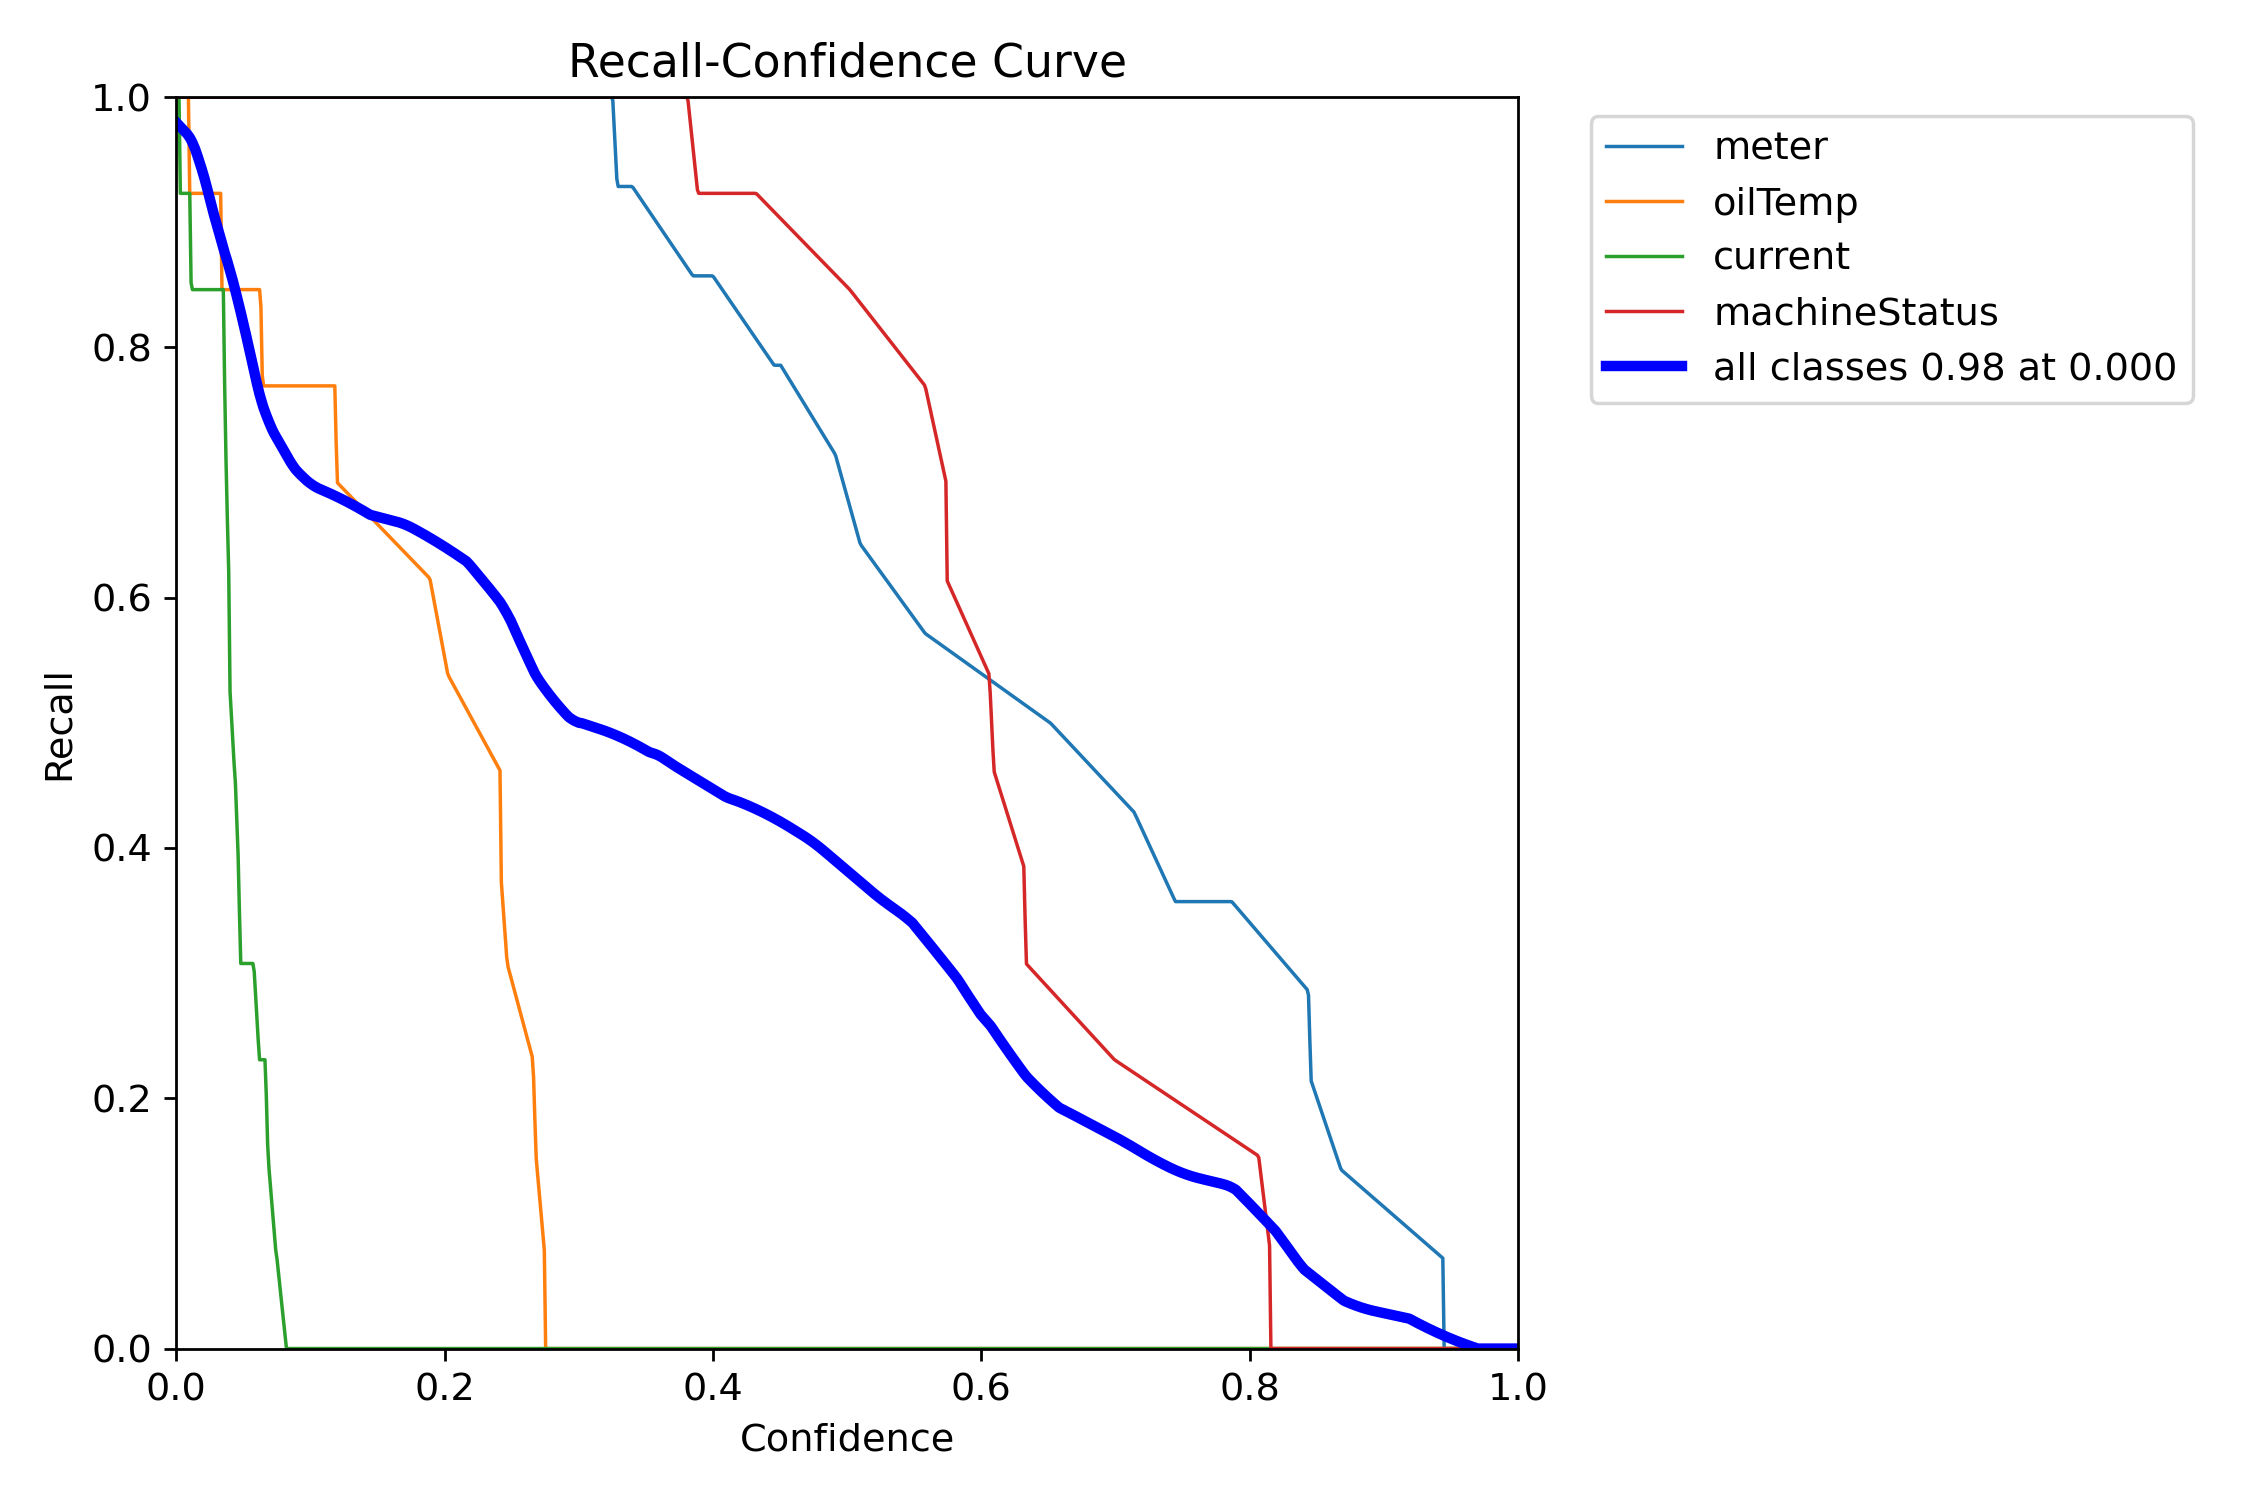 Recall-Confidence Curve
1.0
0.8
0.6
0.4
0.2
0.0
Recall
0.0 0.2 0.4 0.6 0.8 1.0
Confidence
meter
oilTemp
current
machineStatus
all classes 0.98 at 0.000